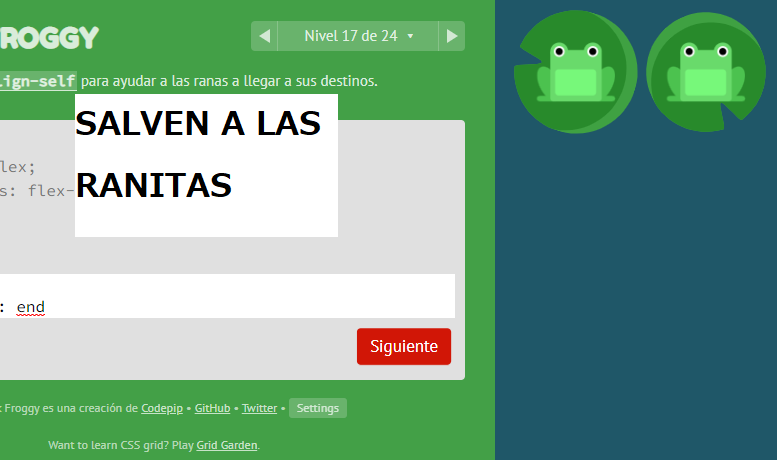 ROGGY
Nivel 17 de 24
lign-self para ayudar a las ranas a llegar a sus destinos.
SALVEN A LAS
RANITAS
lex;
s: flex-
: end
Siguiente
Froggy es una creación de Codepip • GitHub • Twitter • Settings
Want to learn CSS grid? Play Grid Garden.